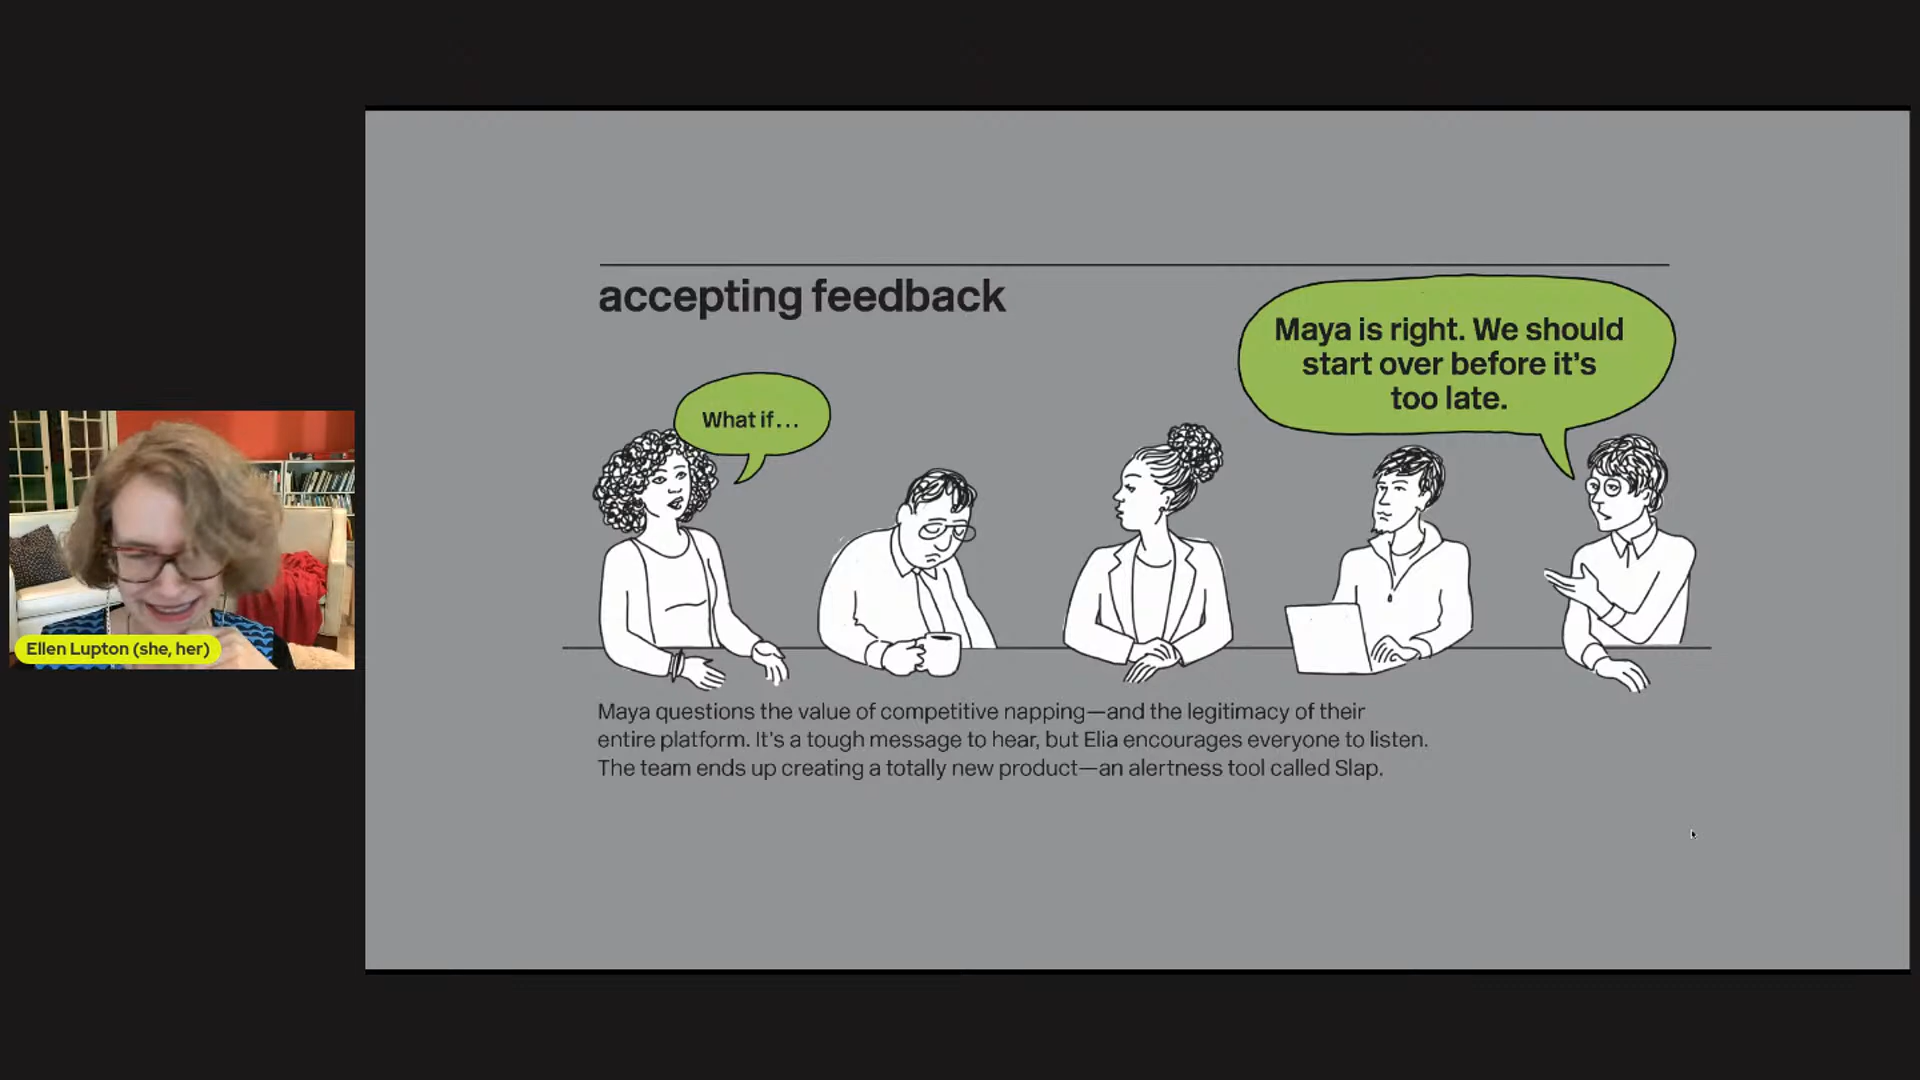 accepting feedback
What if...
Maya is right. We should
start over before it's
too late.
Ellen Lupton (she, her)
Maya questions the value of competitive napping—and the legitimacy of their
entire platform. It's a tough message to hear, but Elia encourages everyone to listen.
The team ends up creating a totally new product—an alertness tool called Slap.